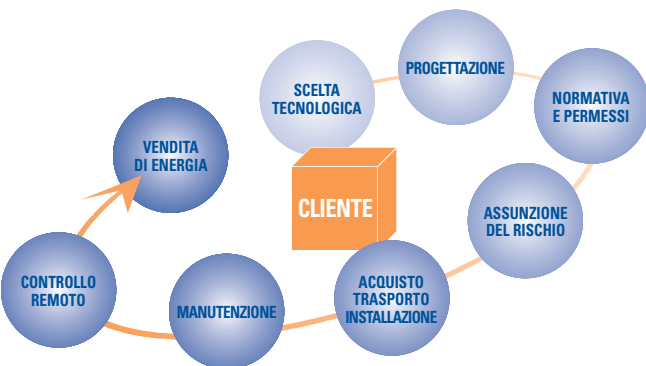 SCELTA
TECNOLOGICA
PROGETTAZIONE
NORMATIVA
E PERMESSI
ASSUNZIONE
DEL RISCHIO
ACQUISTO
TRASPORTO
INSTALLAZIONE
MANUTENZIONE
CONTROLLO
REMOTO
VENDITA
DI ENERGIA
CLIENTE